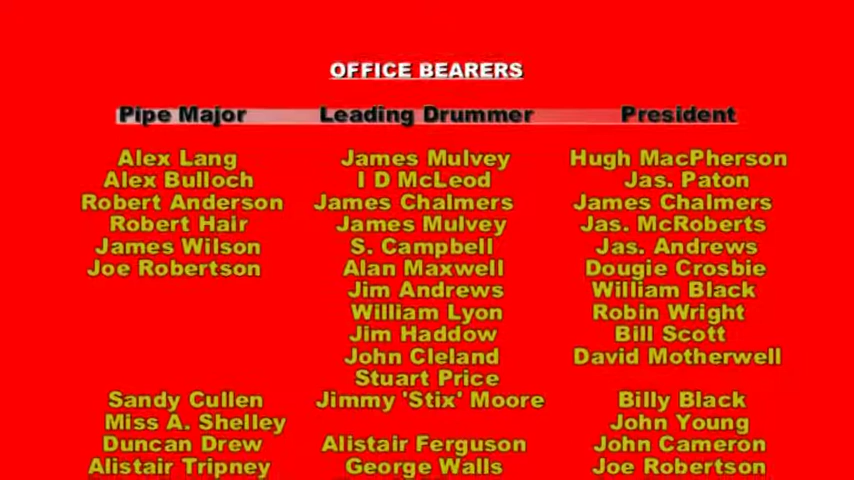 OFFICE BEARERS
Pipe Major Leading Drummer President
Alex Lang James Mulvey Hugh MacPherson
Alex Bulloch I D McLeod Jas. Paton
Robert Anderson James Chalmers James Chalmers
Robert Hair James Mulvey Jas. McRoberts
James Wilson S. Campbell Jas. Andrews
Joe Robertson Alan Maxwell Dougie Crosbie
Jim Andrews William Black
William Lyon Robin Wright
Jim Haddow Bill Scott
John Cleland David Motherwell
Stuart Price
Sandy Cullen Jimmy 'Stix' Moore Billy Black
Miss A. Shelley John Young
Duncan Drew Alistair Ferguson John Cameron
Alistair Tripney George Walls Joe Robertson